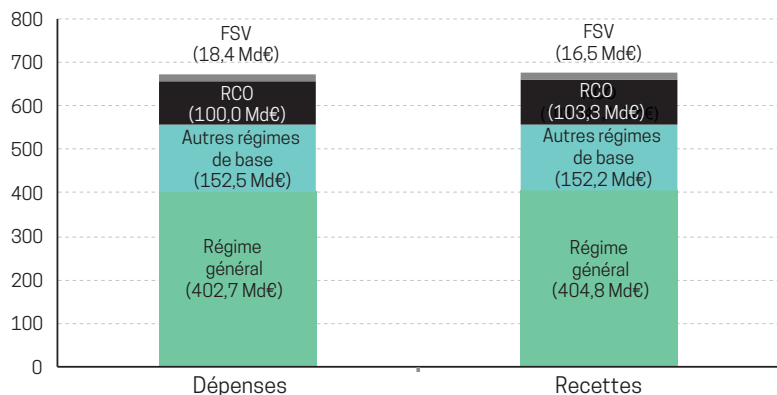 800
700
600
500
400
300
200
100
0
FSV
(18,4 Md€)
RCO
(100,0 Md€)
Autres régimes
de base
(152,5 Md€)
Régime
général
(402,7 Md€)
Dépenses
FSV
(16,5 Md€)
RCO
(103,3 Md€)
Autres régimes
de base
(152,2 Md€)
Régime
général
(404,8 Md€)
Recettes